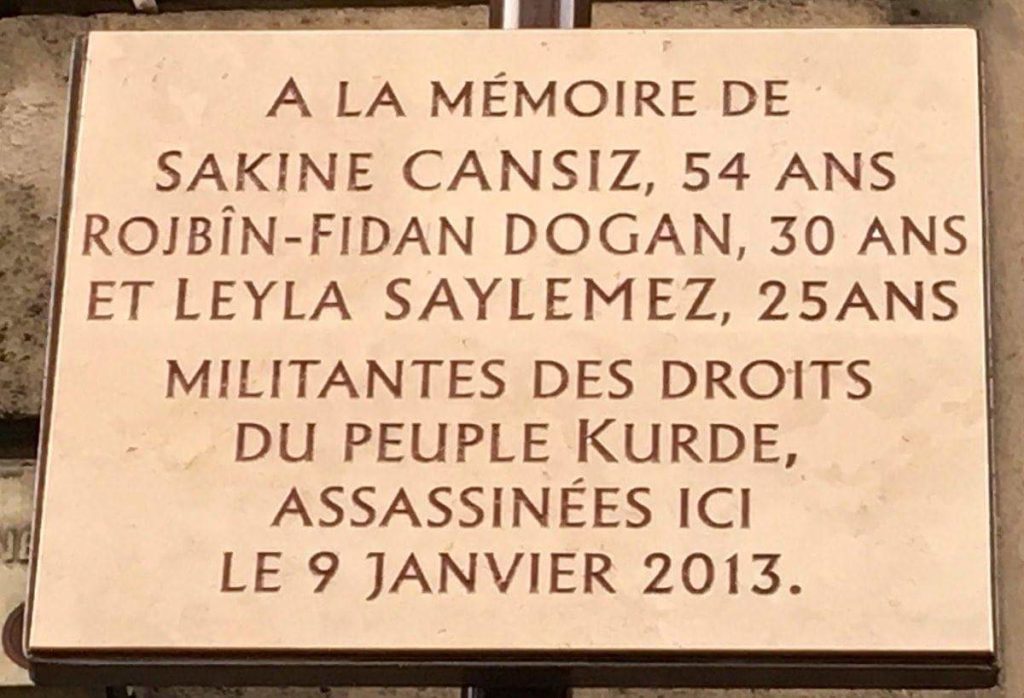 A LA MÉMOIRE DE
SAKINE CANSIZ, 54 ANS
ROJBÎN-FIDAN DOGAN, 30 ANS
ET LEYLA SAYLEMEZ, 25ANS
MILITANTES DES DROITS
DU PEUPLE KURDE,
ASSASSINÉES ICI
LE 9 JANVIER 2013.